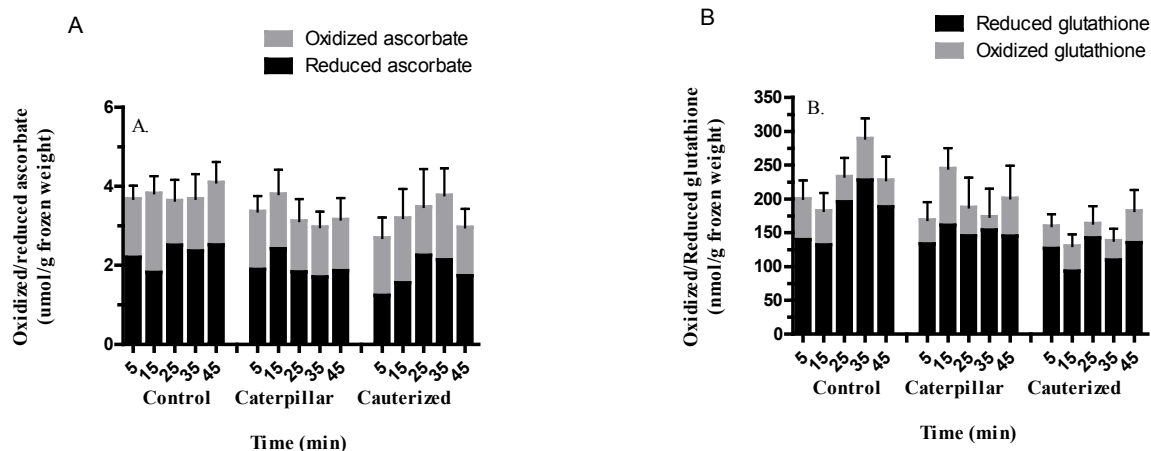 A
Oxidized ascorbate
Reduced ascorbate
A.
Oxidized/reduced ascorbate
(umol/g frozen weight)
6
4
2
0
5 15 25 35 45 5 15 25 35 45 5 15 25 35 45
Control Caterpillar Cauterized
Time (min)
B
Reduced glutathione
Oxidized glutathione
B.
Oxidized/Reduced glutathione
(umol/g frozen weight)
350
300
250
200
150
100
50
0
5 15 25 35 45 5 15 25 35 45 5 15 25 35 45
Control Caterpillar Cauterized
Time (min)